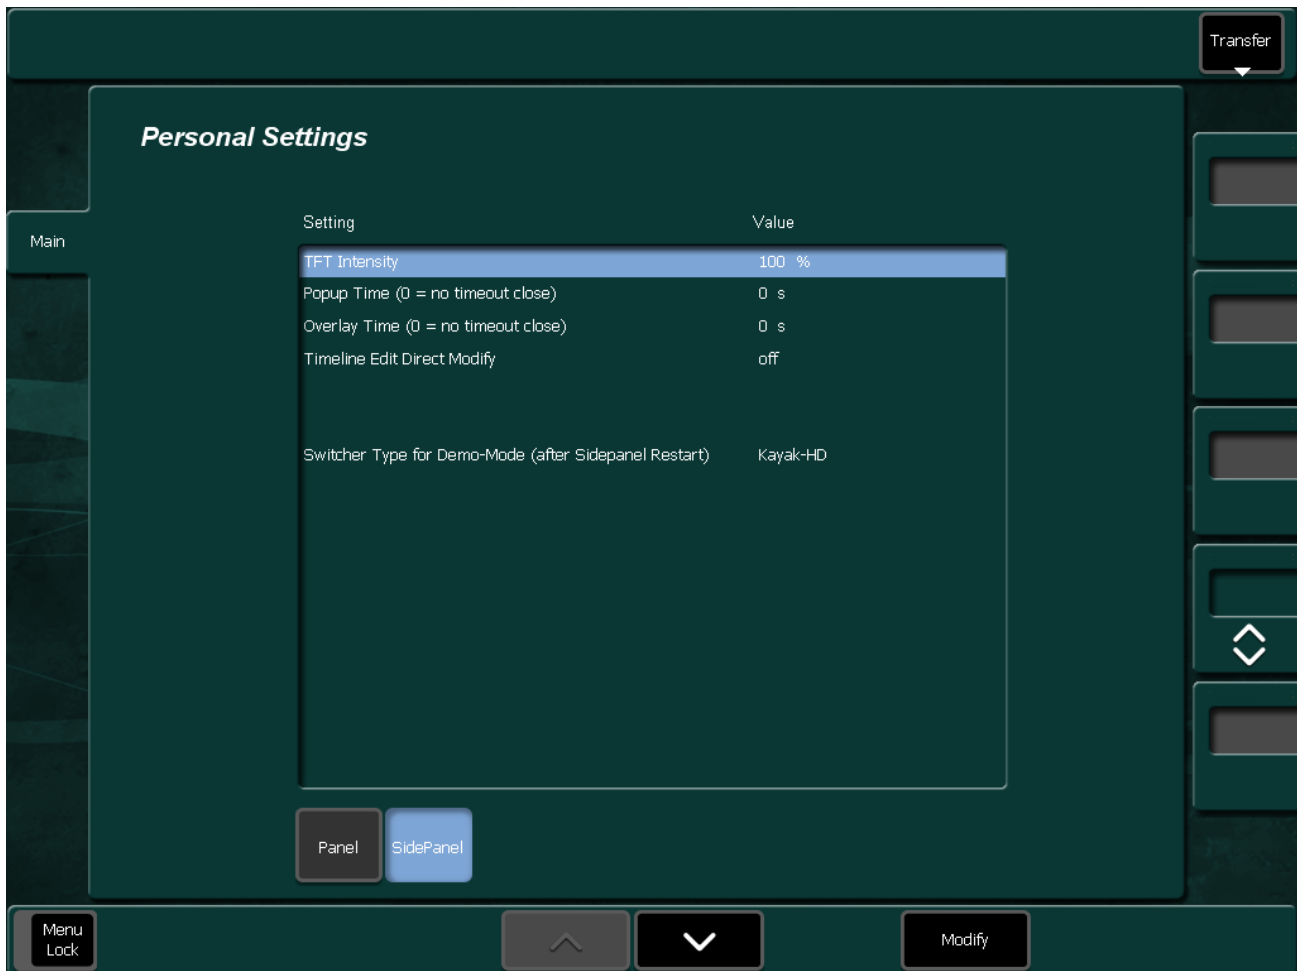 Transfer
Personal Settings
Main
Setting Value
TFT Intensity 100 %
Popup Time (0 = no timeout close) 0 s
Overlay Time (0 = no timeout close) 0 s
Timeline Edit Direct Modify off
Switcher Type for Demo-Mode (after Sidepanel Restart) Kayak-HD
Panel SidePanel
Menu
Lock
Modify